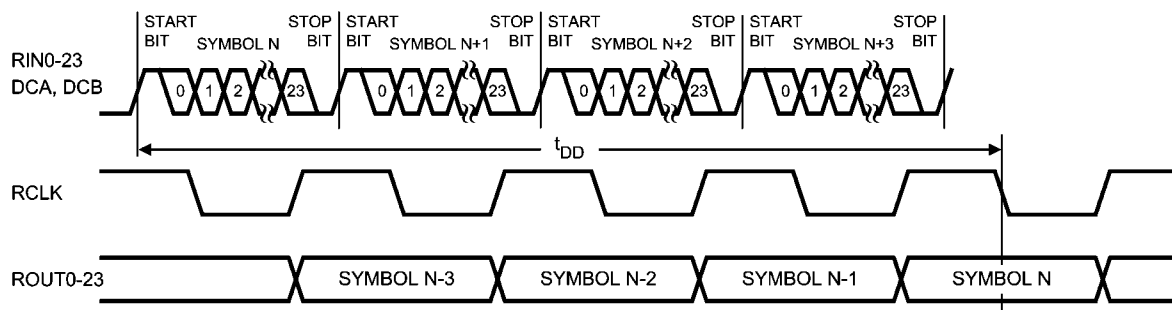 START BIT SYMBOL N STOP BIT START BIT SYMBOL N+1 STOP BIT START BIT SYMBOL N+2 STOP BIT START BIT SYMBOL N+3 STOP BIT
RIN0-23
DCA, DCB
0 1 2 23 0 1 2 23 0 1 2 23 0 1 2 23
tDD
RCLK
ROUT0-23 SYMBOL N-3 SYMBOL N-2 SYMBOL N-1 SYMBOL N